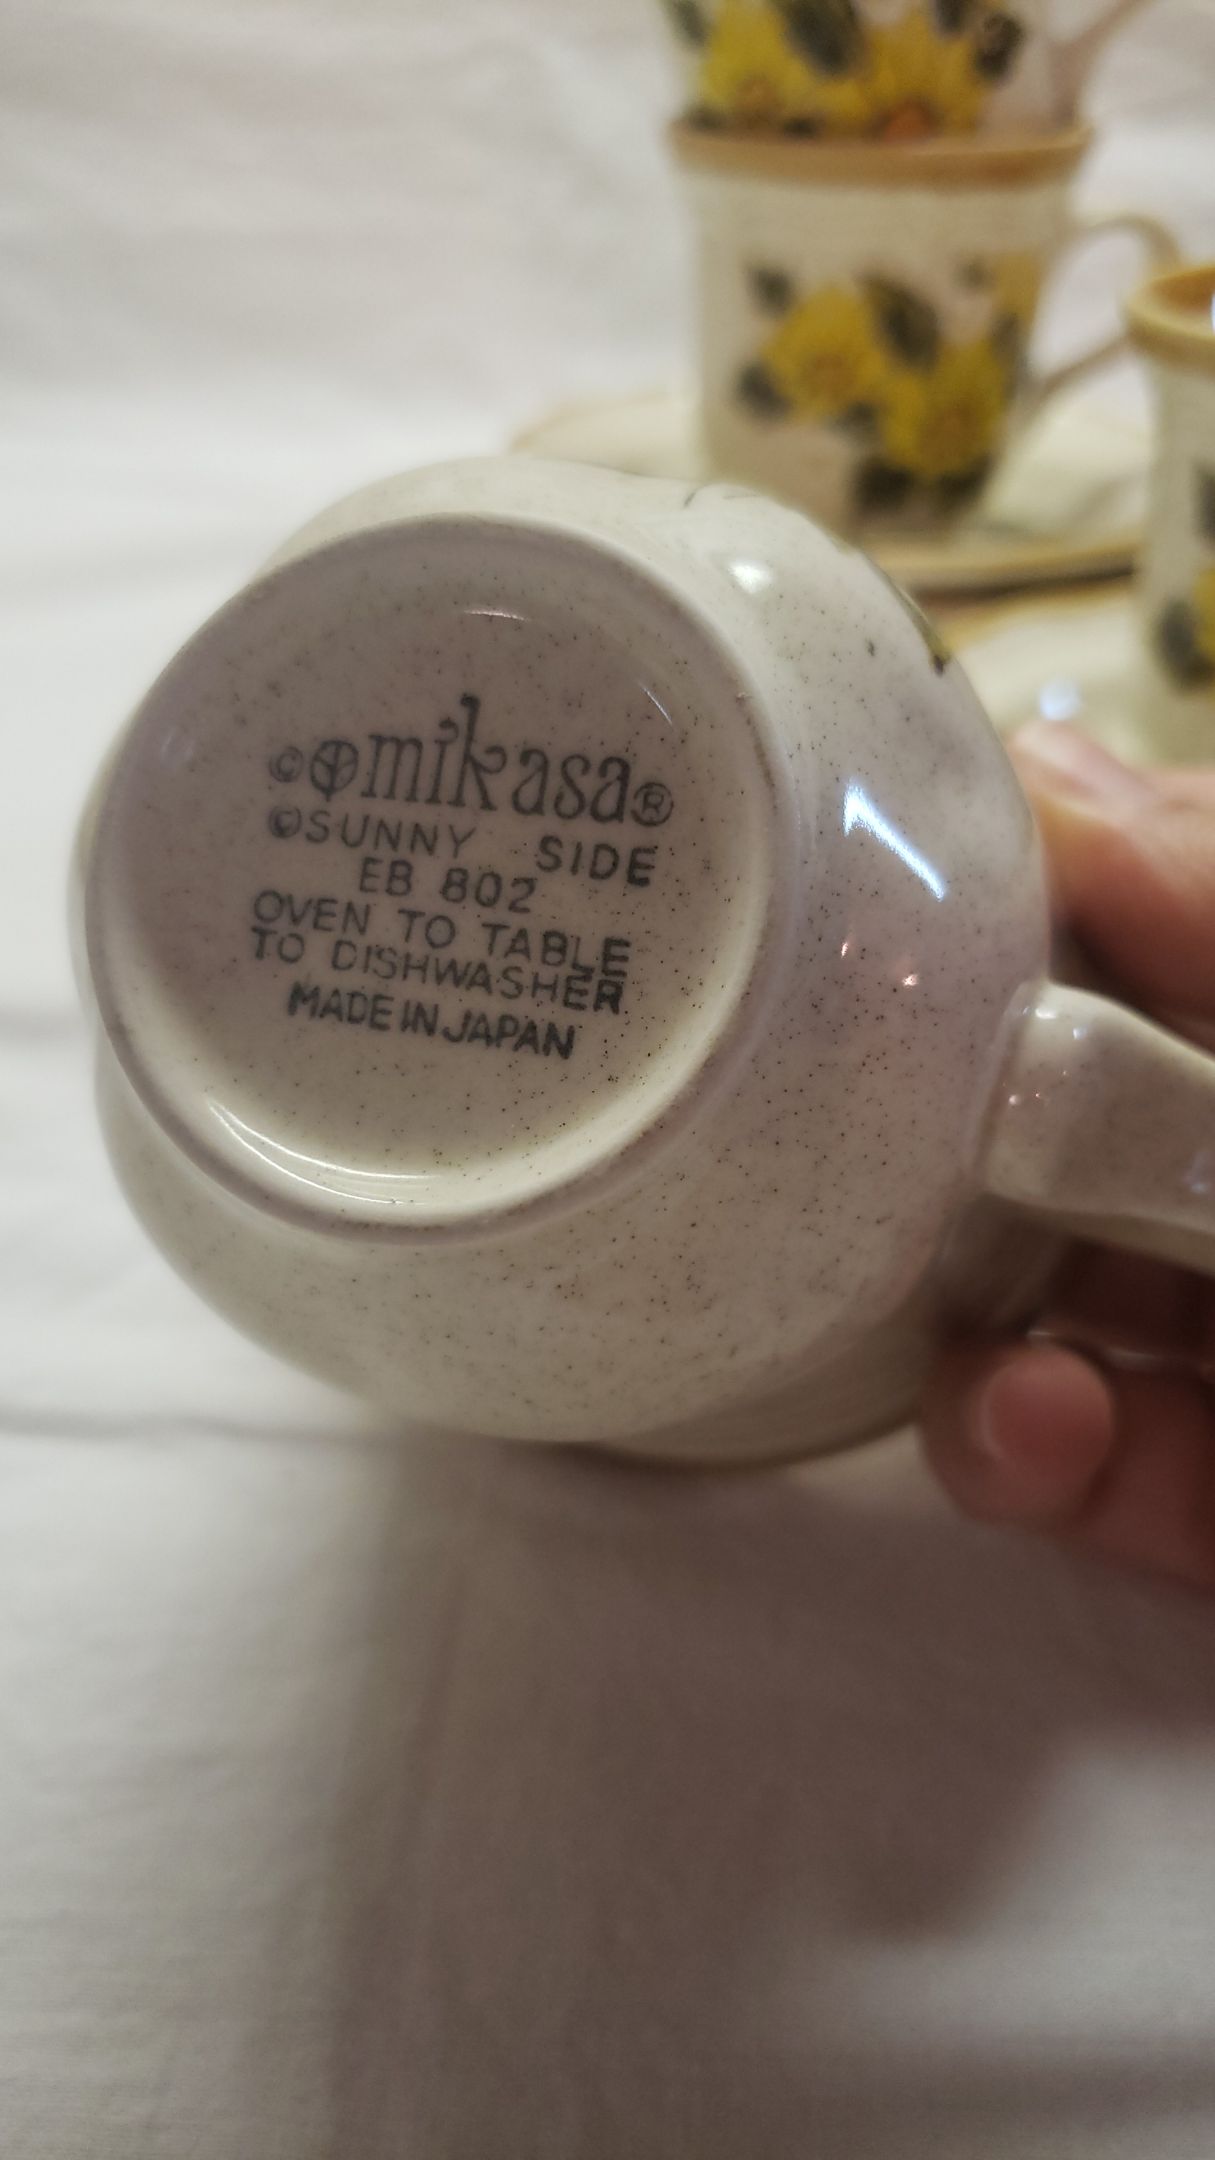 © mikasa®
©SUNNY SIDE
EB 802
OVEN TO TABLE
TO DISHWASHER
MADE IN JAPAN